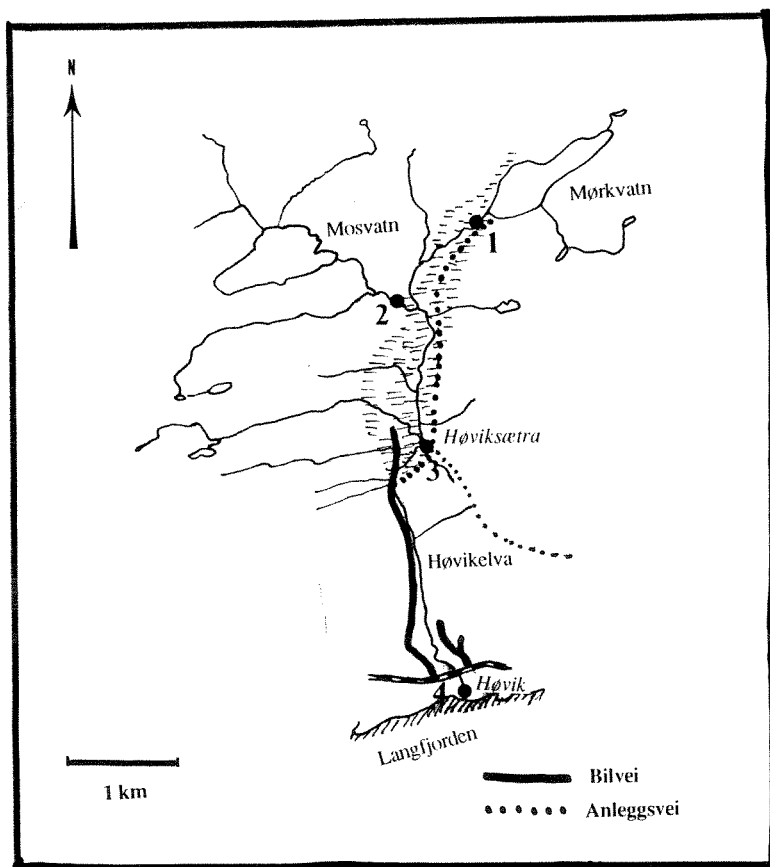 N
Mørkvatn
Mosvatn
1
2
Høviksætra
3
Høvikelva
4
Høvik
Langfjorden
1 km
Bilvei
Anleggsvei